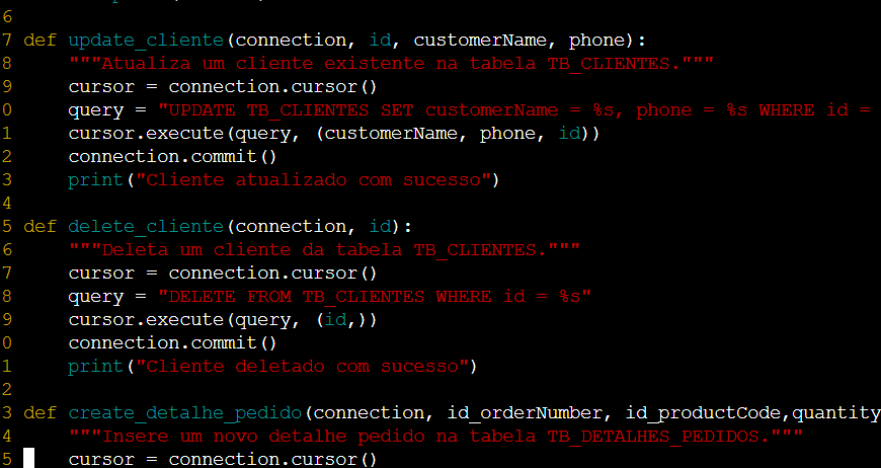 6
7 def update_cliente(connection, id, customerName, phone):
8     """Atualiza um cliente existente na tabela TB_CLIENTES."""
9     cursor = connection.cursor()
0     query = "UPDATE TB_CLIENTES SET customerName = %s, phone = %s WHERE id =
1     cursor.execute(query, (customerName, phone, id))
2     connection.commit()
3     print("Cliente atualizado com sucesso")
4
5 def delete_cliente(connection, id):
6     """Deleta um cliente da tabela TB_CLIENTES."""
7     cursor = connection.cursor()
8     query = "DELETE FROM TB_CLIENTES WHERE id = %s"
9     cursor.execute(query, (id,))
0     connection.commit()
1     print("Cliente deletado com sucesso")
2
3 def create_detalhe_pedido(connection, id_orderNumber, id_productCode,quantity
4     """Insere um novo detalhe pedido na tabela TB_DETALHES_PEDIDOS."""
5     cursor = connection.cursor()